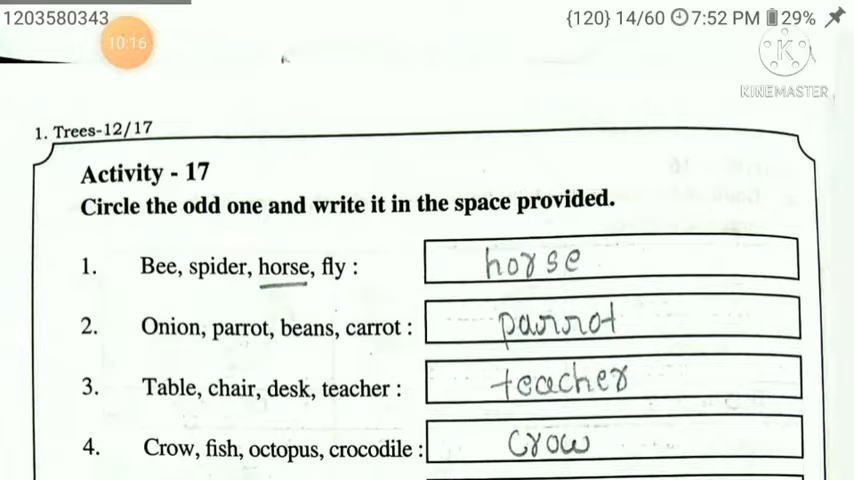 1203580343
{120} 14/60 7:52 PM 29%
10:16
K
KINEMASTER
1. Trees-12/17
Activity - 17
Circle the odd one and write it in the space provided.
1. Bee, spider, horse, fly : horse
2. Onion, parrot, beans, carrot : parrot
3. Table, chair, desk, teacher : teacher
4. Crow, fish, octopus, crocodile : crow